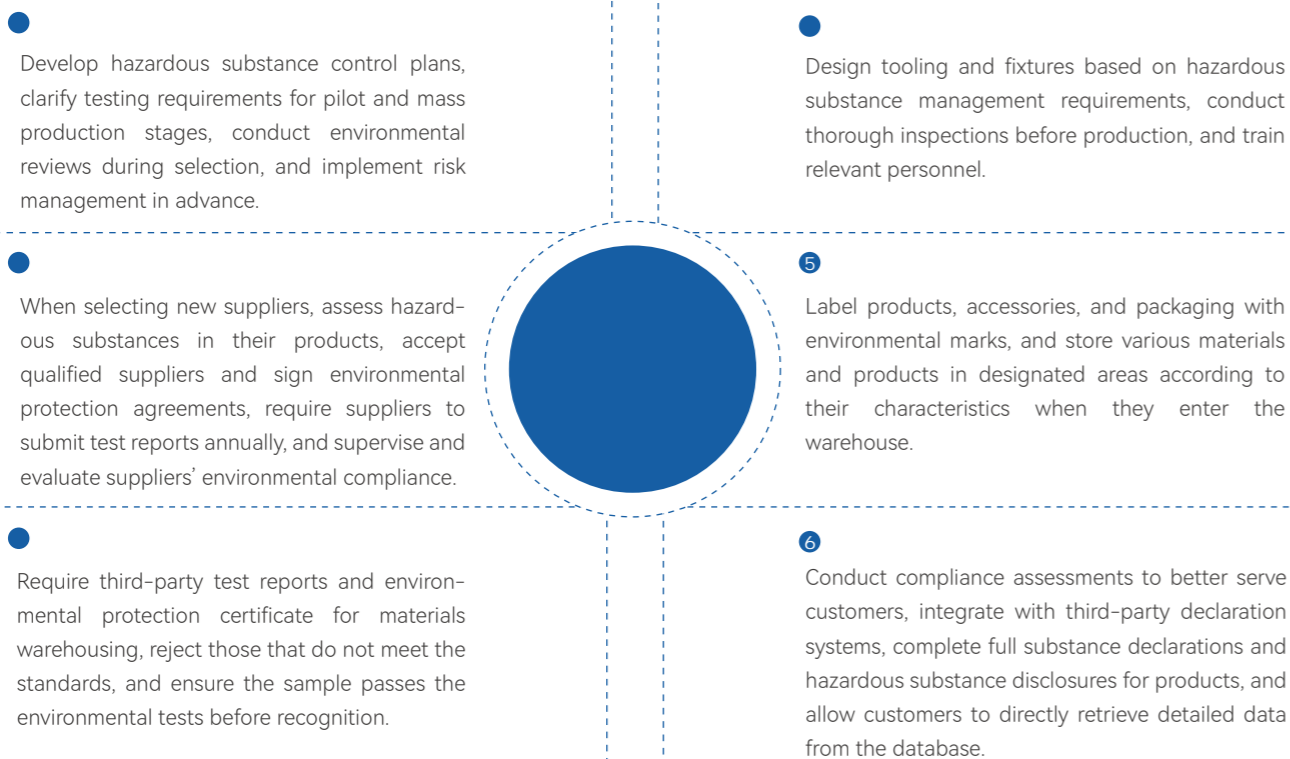 Develop hazardous substance control plans,
clarify testing requirements for pilot and mass
production stages, conduct environmental
reviews during selection, and implement risk
management in advance.
When selecting new suppliers, assess hazard-
ous substances in their products, accept
qualified suppliers and sign environmental
protection agreements, require suppliers to
submit test reports annually, and supervise and
evaluate suppliers’ environmental compliance.
Require third-party test reports and environ-
mental protection certificate for materials
warehousing, reject those that do not meet the
standards, and ensure the sample passes the
environmental tests before recognition.
Design tooling and fixtures based on hazardous
substance management requirements, conduct
thorough inspections before production, and train
relevant personnel.
5
Label products, accessories, and packaging with
environmental marks, and store various materials
and products in designated areas according to
their characteristics when they enter the
warehouse.
6
Conduct compliance assessments to better serve
customers, integrate with third-party declaration
systems, complete full substance declarations and
hazardous substance disclosures for products, and
allow customers to directly retrieve detailed data
from the database.